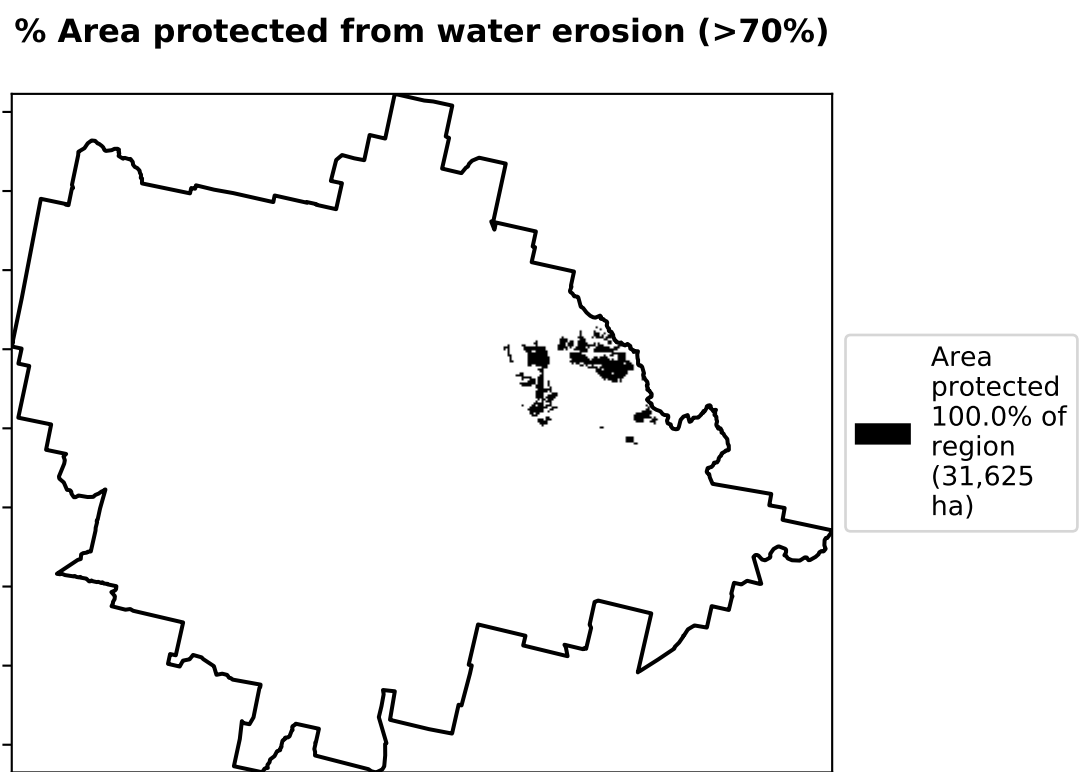 % Area protected from water erosion (>70%)
Area
protected
100.0% of
region
(31,625
ha)